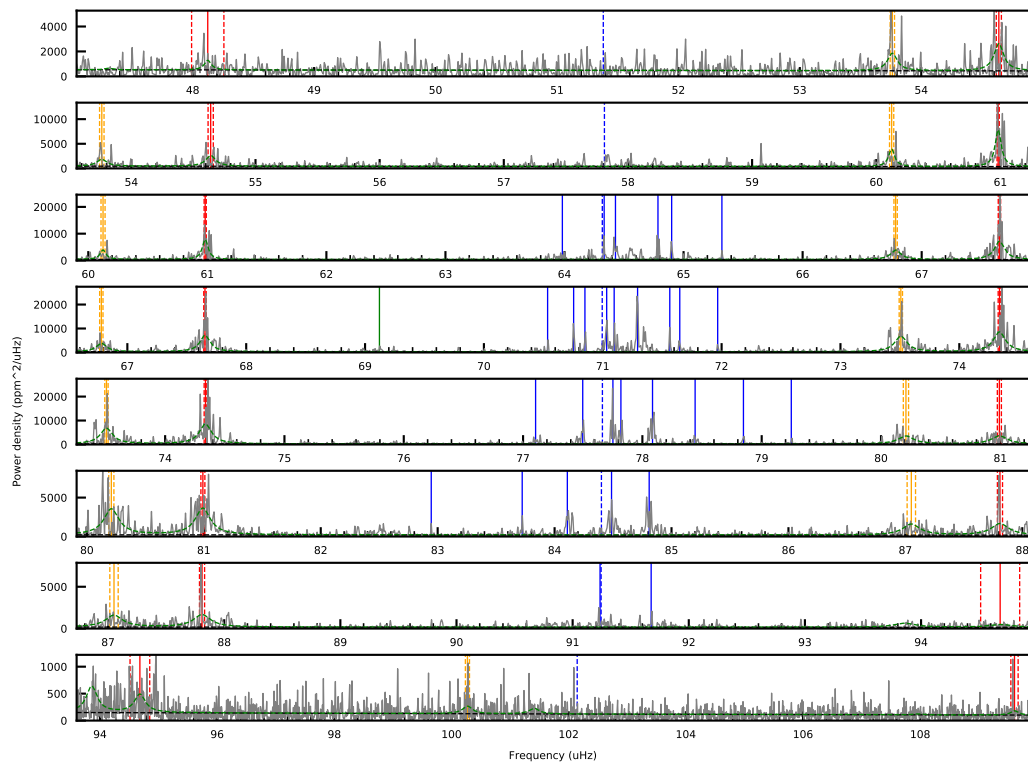 4000
2000
0
48 49 50 51 52 53 54
10000
5000
0
54 55 56 57 58 59 60 61
20000
10000
0
60 61 62 63 64 65 66 67
20000
10000
0
67 68 69 70 71 72 73 74
20000
10000
0
74 75 76 77 78 79 80 81
5000
0
80 81 82 83 84 85 86 87 88
5000
0
87 88 89 90 91 92 93 94
1000
500
0
94 96 98 100 102 104 106 108
Power density (ppm^2/uHz)
Frequency (uHz)